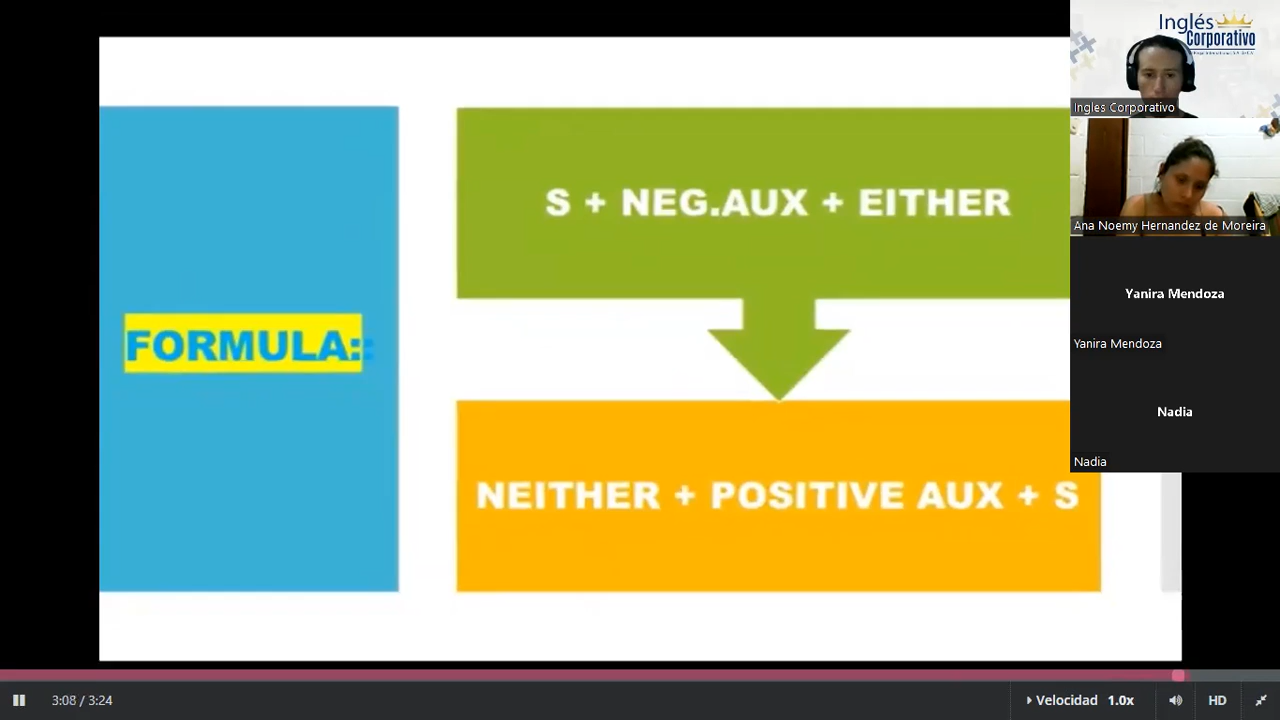 FORMULA:
S + NEG.AUX + EITHER
NEITHER + POSITIVE AUX + S
Inglés
Corporativo
Ingles Corporativo
Ana Noemy Hernandez de Moreira
Yanira Mendoza
Yanira Mendoza
Nadia
Nadia
3:08 / 3:24
Velocidad 1.0x
HD